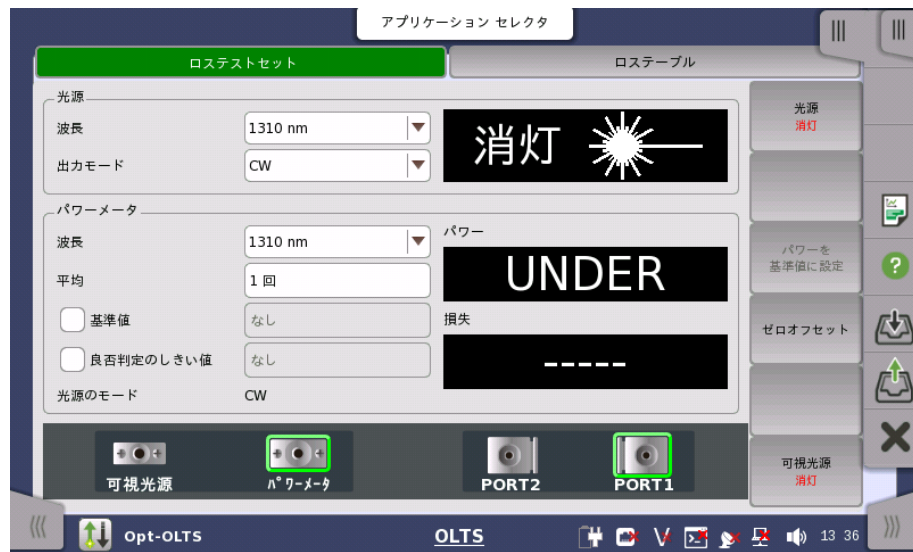 アプリケーション セレクタ
ロステストセット
ロステーブル
光源
波長
1310 nm
出力モード
CW
消灯
パワーメータ
波長
1310 nm
平均
1 回
基準値
なし
良否判定のしきい値
なし
光源のモード
CW
パワー
UNDER
損失
-----
光源
消灯
パワーを
基準値に設定
ゼロオフセット
可視光源
消灯
可視光源
ﾊﾟﾜｰﾒｰﾀ
PORT2
PORT1
Opt-OLTS
OLTS
13 36